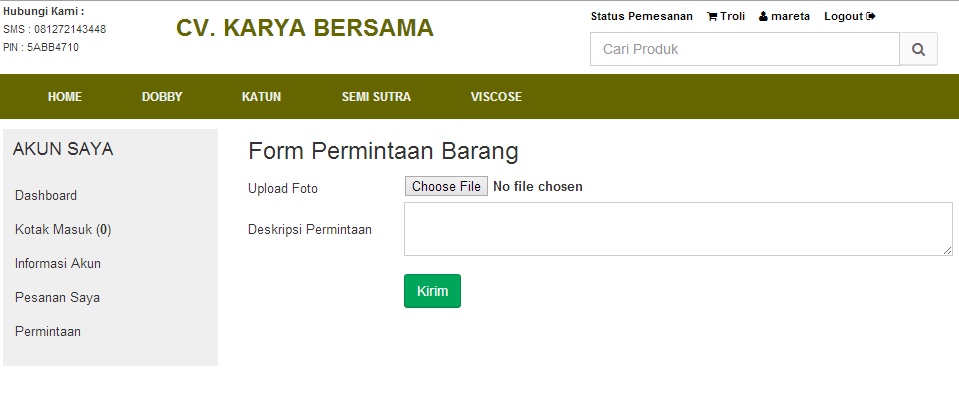 Hubungi Kami :
SMS : 081272143448
PIN : 5ABB4710
CV. KARYA BERSAMA
Status Pemesanan Troli mareta Logout
Cari Produk
HOME DOBBY KATUN SEMI SUTRA VISCOSE
AKUN SAYA
Dashboard
Kotak Masuk (0)
Informasi Akun
Pesanan Saya
Permintaan
Form Permintaan Barang
Upload Foto Choose File No file chosen
Deskripsi Permintaan
Kirim